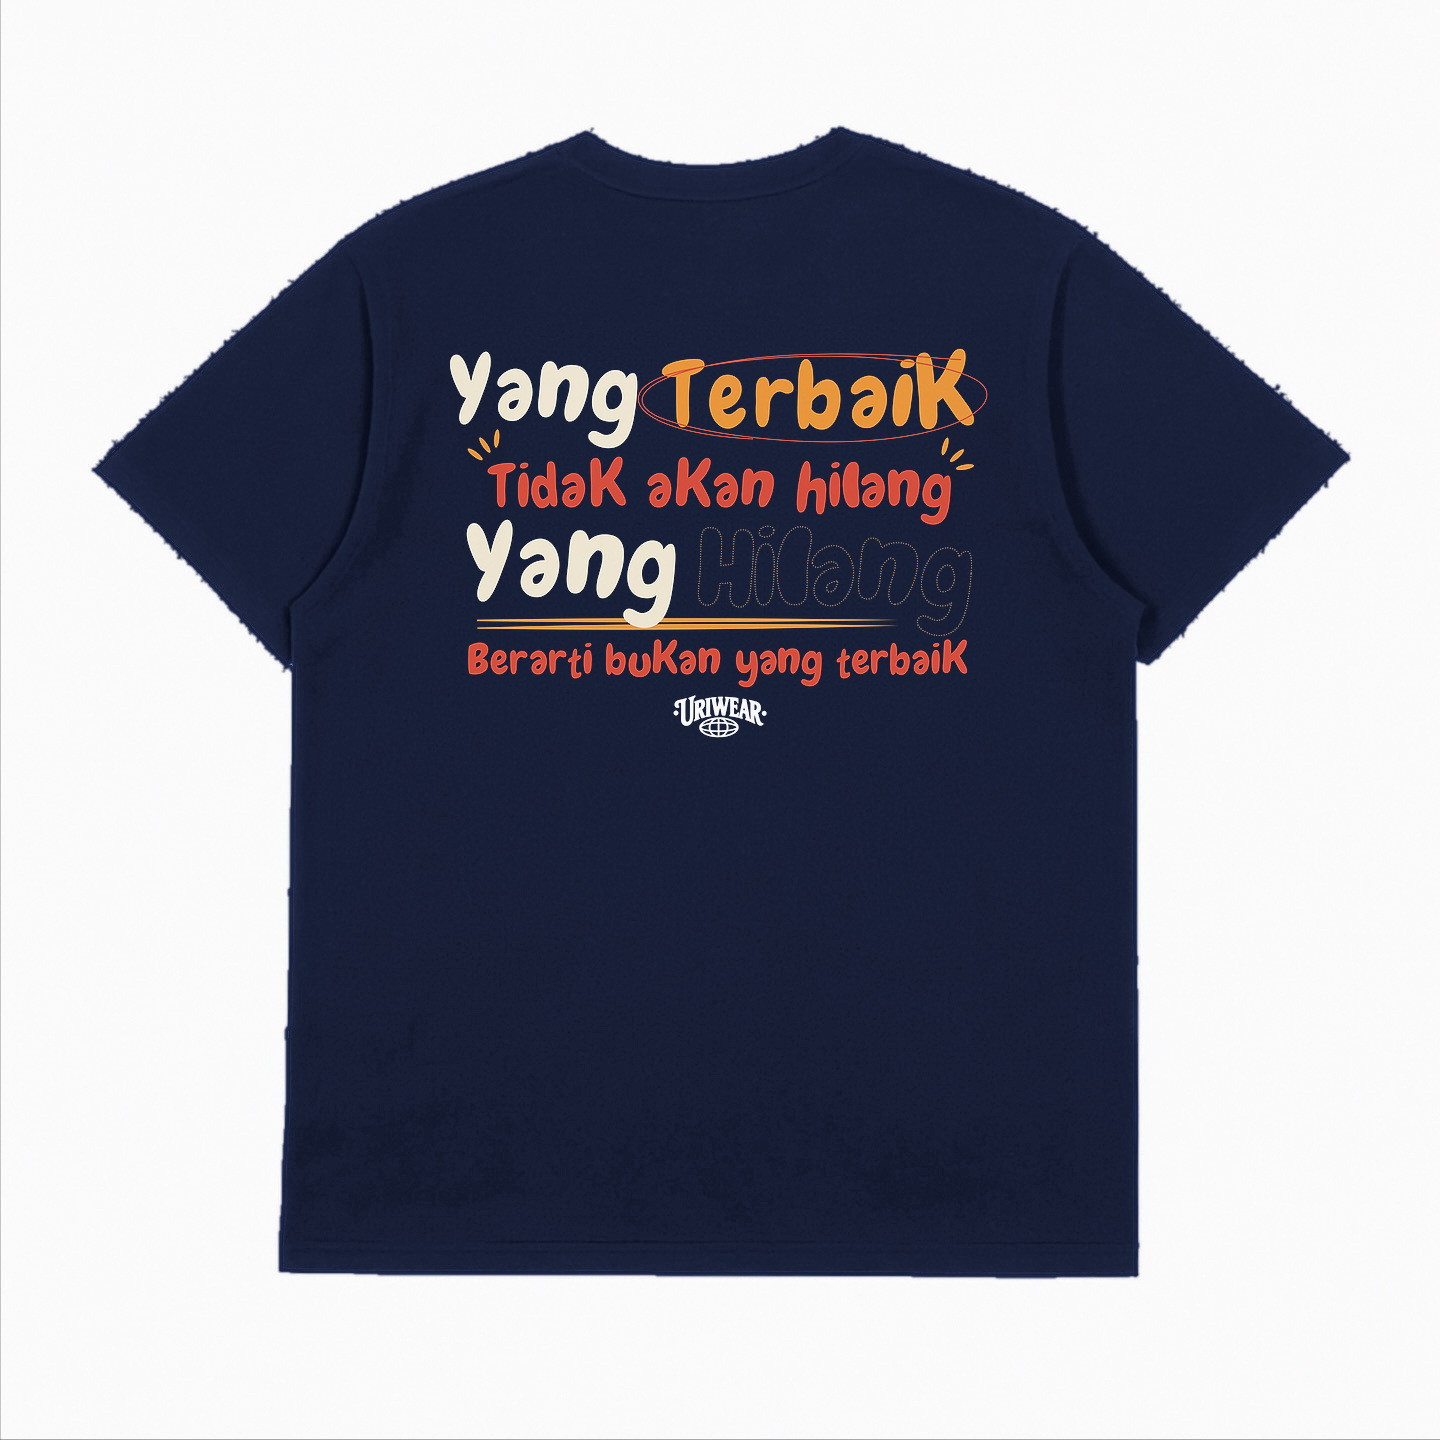 Yang TerbaiK
TidaK aKan hilang
Yang Hilang
Berarti buKan yang terbaiK
URIWEAR